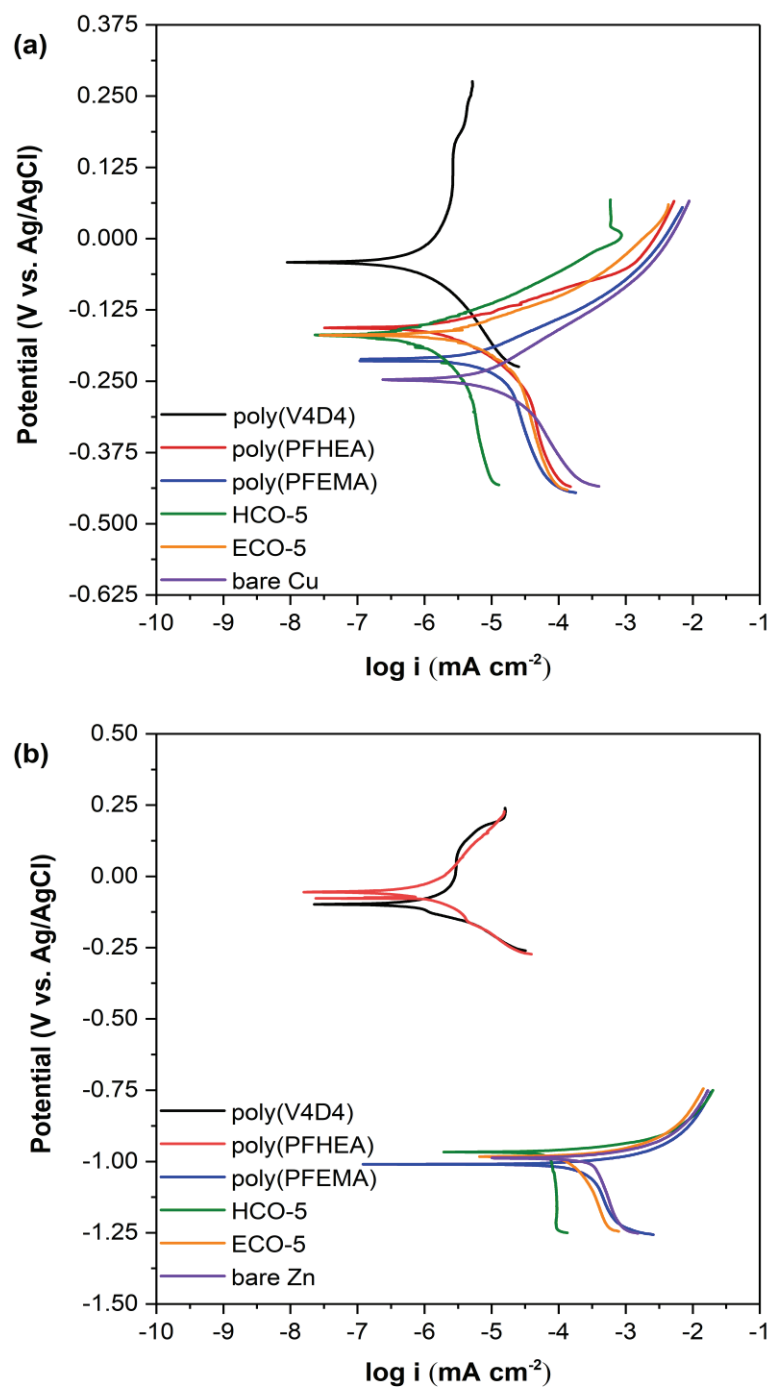 (a)
Potential (V vs. Ag/AgCl)
0.375
0.250
0.125
0.000
-0.125
-0.250
-0.375
-0.500
-0.625
poly(V4D4)
poly(PFHEA)
poly(PFEMA)
HCO-5
ECO-5
bare Cu
-10 -9 -8 -7 -6 -5 -4 -3 -2 -1
log i (mA cm⁻²)
(b)
Potential (V vs. Ag/AgCl)
0.50
0.25
0.00
-0.25
-0.50
-0.75
-1.00
-1.25
-1.50
poly(V4D4)
poly(PFHEA)
poly(PFEMA)
HCO-5
ECO-5
bare Zn
-10 -9 -8 -7 -6 -5 -4 -3 -2 -1
log i (mA cm⁻²)